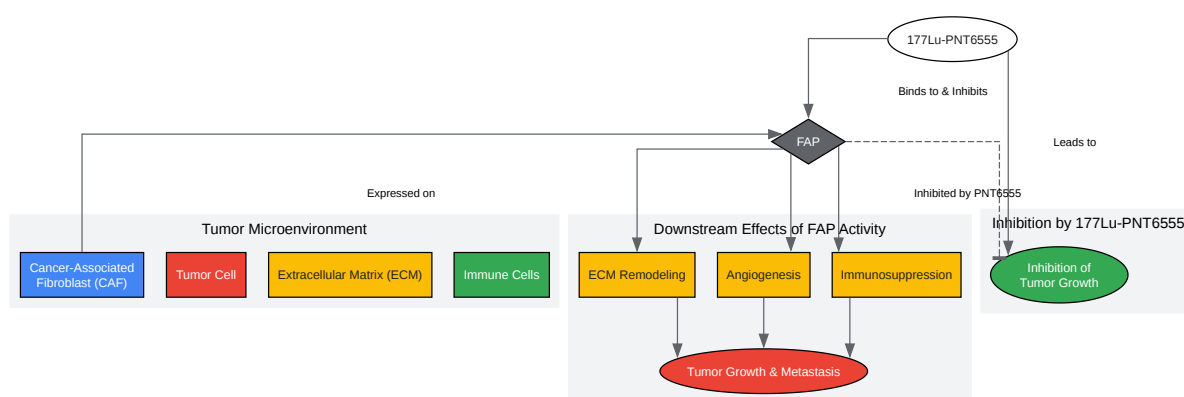 177Lu-PNT6555
Binds to & Inhibits
FAP
Leads to
Expressed on
Inhibited by PNT6555
Tumor Microenvironment
Downstream Effects of FAP Activity
Inhibition by 177Lu-PNT6555
Cancer-Associated
Fibroblast (CAF)
Tumor Cell
Extracellular Matrix (ECM)
Immune Cells
ECM Remodeling
Angiogenesis
Immunosuppression
Inhibition of
Tumor Growth
Tumor Growth & Metastasis